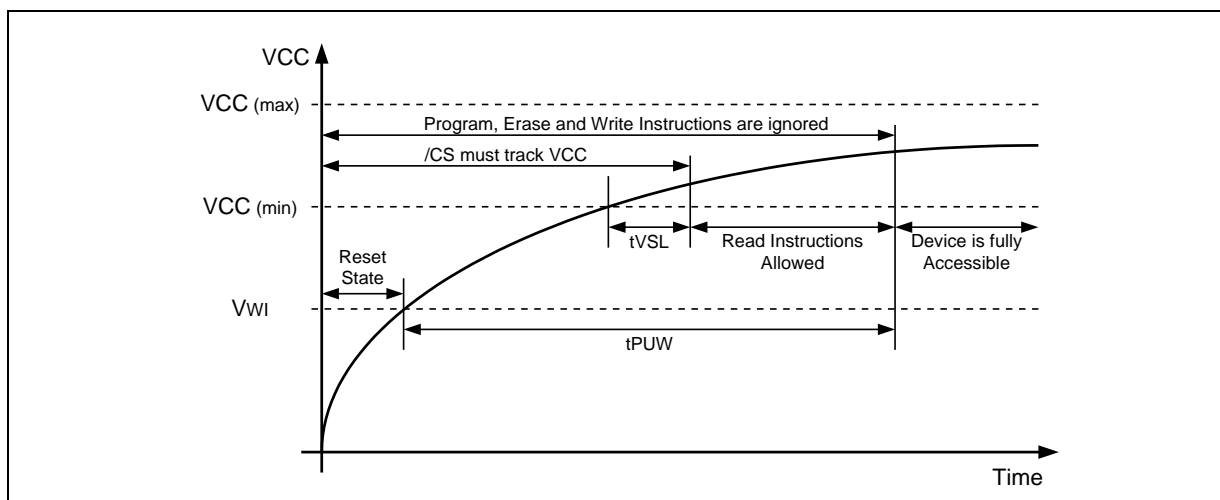 VCC
VCC (max)
Program, Erase and Write Instructions are ignored
/CS must track VCC
VCC (min)
tVSL
Read Instructions
Allowed
Device is fully
Accessible
Reset
State
VWI
tPUW
Time